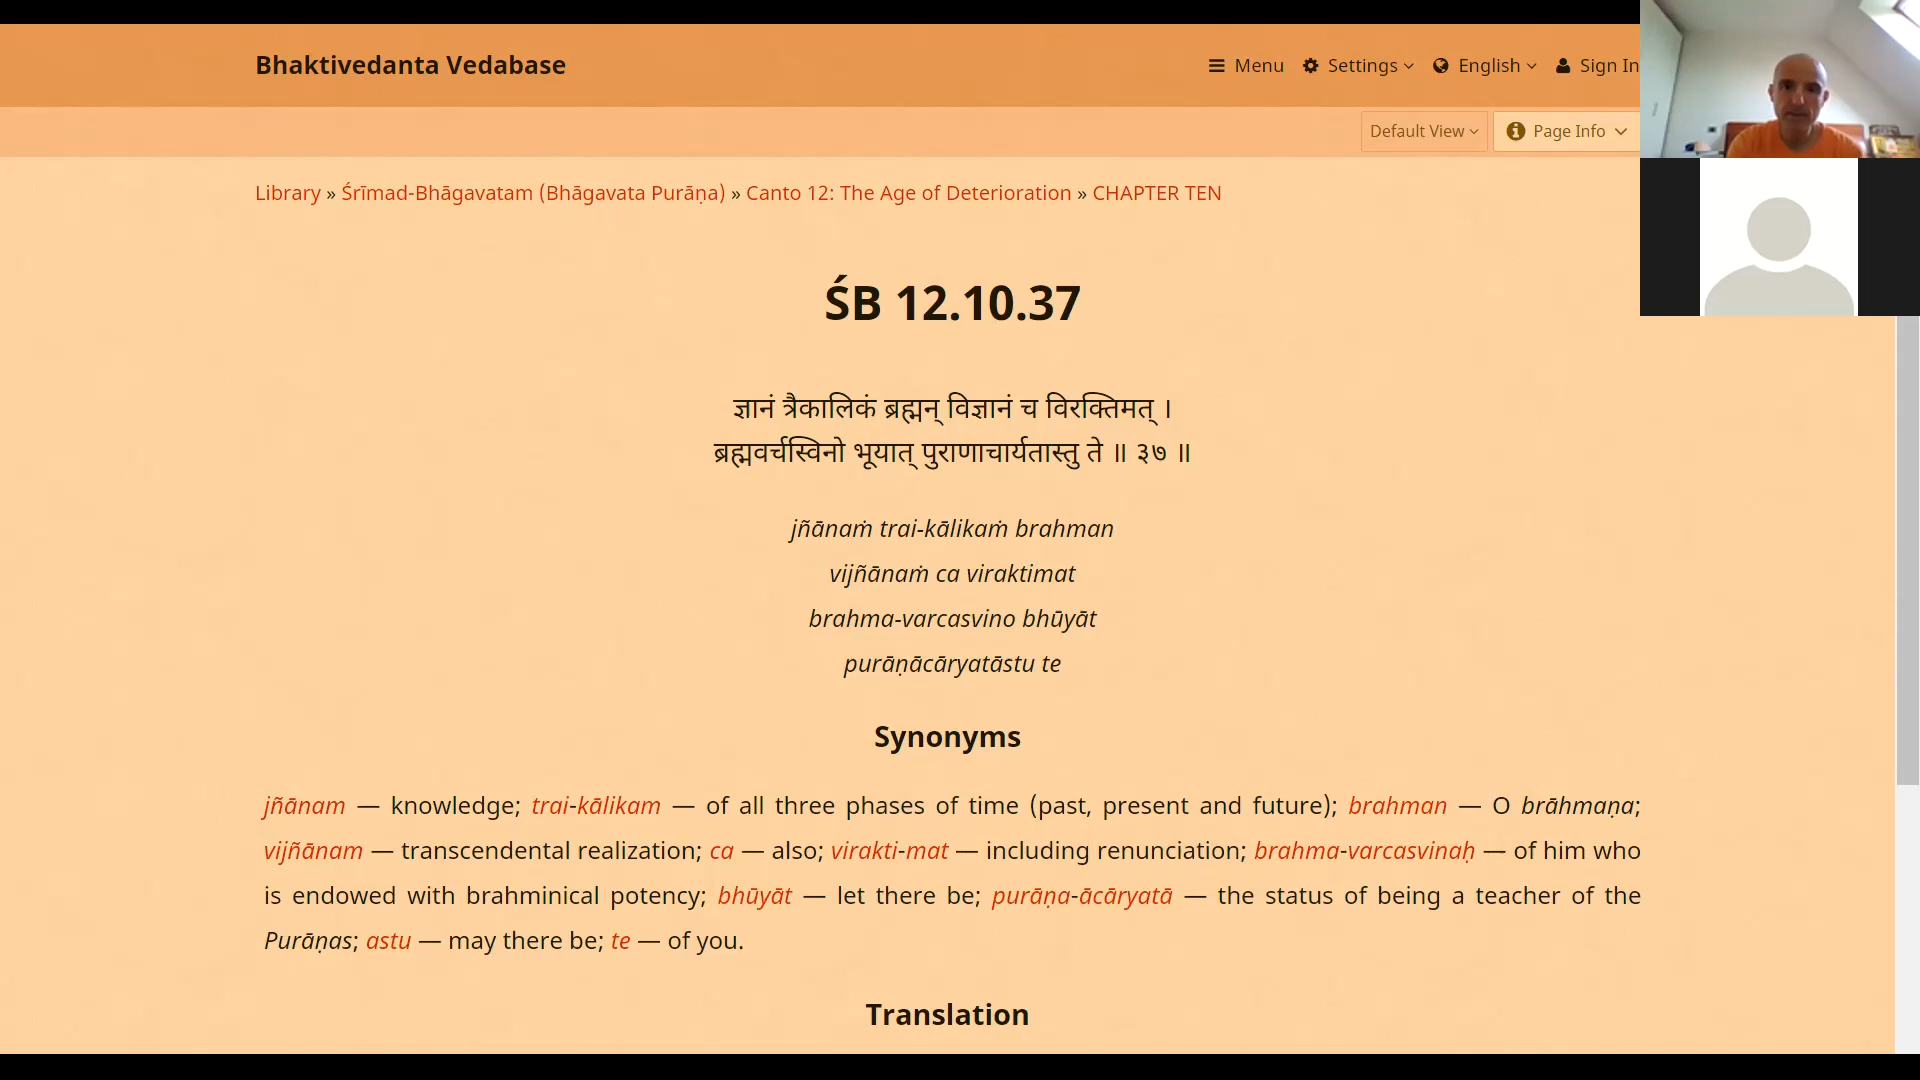 Bhaktivedanta Vedabase
Menu Settings English Sign In
Default View Page Info
Library » Śrīmad-Bhāgavatam (Bhāgavata Purāṇa) » Canto 12: The Age of Deterioration » CHAPTER TEN
ŚB 12.10.37
ज्ञानं त्रैकालिकं ब्रह्मन् विज्ञानं च विरक्तिमत् ।
ब्रह्मवर्चस्विनो भूयात् पुराणाचार्यतास्तु ते ॥ ३७ ॥
jñānaṁ trai-kālikaṁ brahman
vijñānaṁ ca viraktimat
brahma-varcasvino bhūyāt
purāṇācāryatāstu te
Synonyms
jñānam — knowledge; trai-kālikam — of all three phases of time (past, present and future); brahman — O brāhmaṇa;
vijñānam — transcendental realization; ca — also; virakti-mat — including renunciation; brahma-varcasvinaḥ — of him who
is endowed with brahminical potency; bhūyāt — let there be; purāṇa-ācāryatā — the status of being a teacher of the
Purāṇas; astu — may there be; te — of you.
Translation